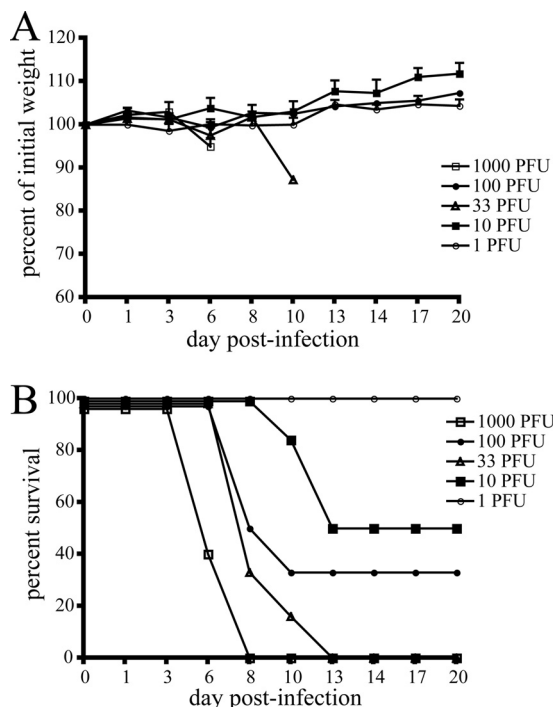 A
percent of initial weight
120
110
100
90
80
70
60
0 1 3 6 8 10 13 14 17 20
day post-infection
1000 PFU
100 PFU
33 PFU
10 PFU
1 PFU
B
percent survival
100
80
60
40
20
0
0 1 3 6 8 10 13 14 17 20
day post-infection
1000 PFU
100 PFU
33 PFU
10 PFU
1 PFU